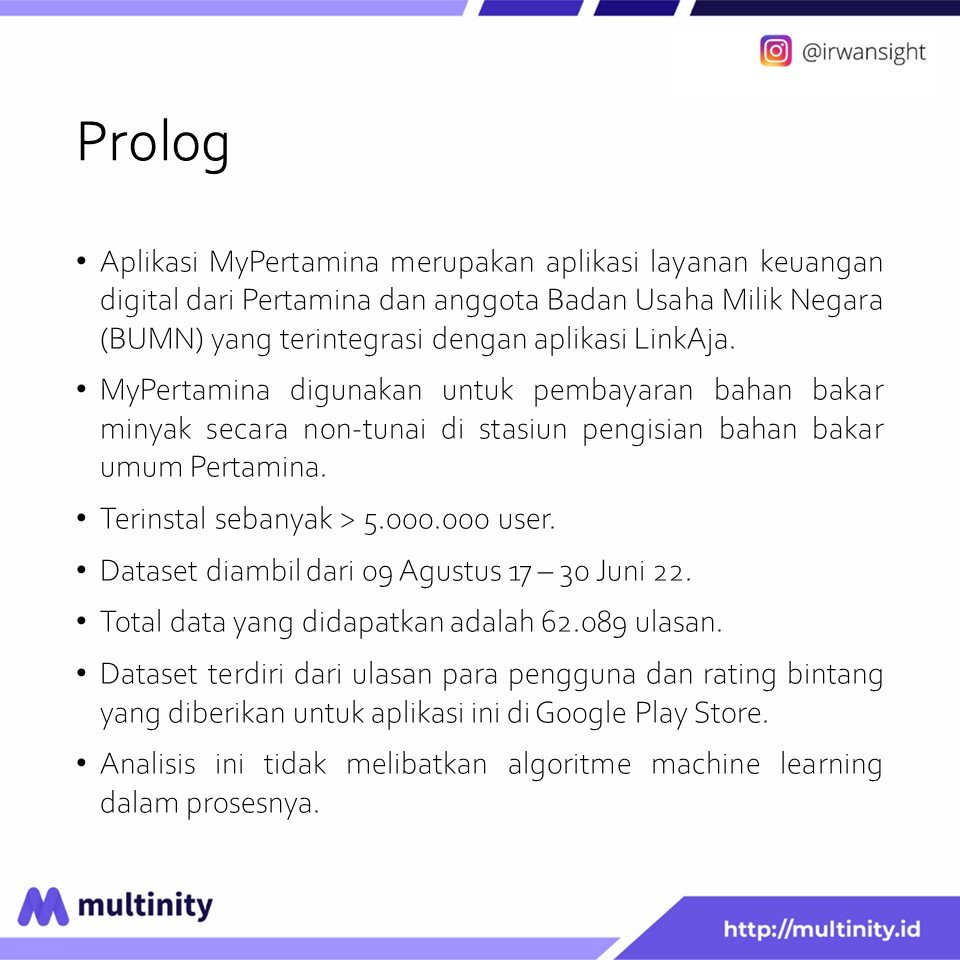 @irwansight
Prolog
• Aplikasi MyPertamina merupakan aplikasi layanan keuangan
digital dari Pertamina dan anggota Badan Usaha Milik Negara
(BUMN) yang terintegrasi dengan aplikasi LinkAja.
• MyPertamina digunakan untuk pembayaran bahan bakar
minyak secara non-tunai di stasiun pengisian bahan bakar
umum Pertamina.
• Terinstal sebanyak > 5.000.000 user.
• Dataset diambil dari 09 Agustus 17 – 30 Juni 22.
• Total data yang didapatkan adalah 62.089 ulasan.
• Dataset terdiri dari ulasan para pengguna dan rating bintang
yang diberikan untuk aplikasi ini di Google Play Store.
• Analisis ini tidak melibatkan algoritme machine learning
dalam prosesnya.
multinity
http://multinity.id